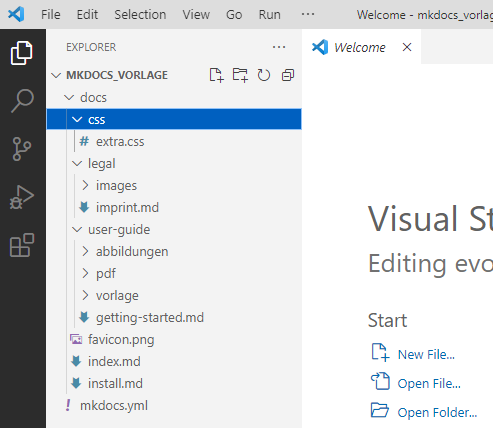 File Edit View Go Run ... Welcome - mkdocs_vorlag
EXPLORER ...
Welcome
MKDOCS_VORLAGE
docs
css
# extra.css
legal
images
imprint.md
user-guide
abbildungen
pdf
vorlage
getting-started.md
favicon.png
index.md
install.md
! mkdocs.yml
Visual St
Editing evo
Start
New File...
Open File...
Open Folder...